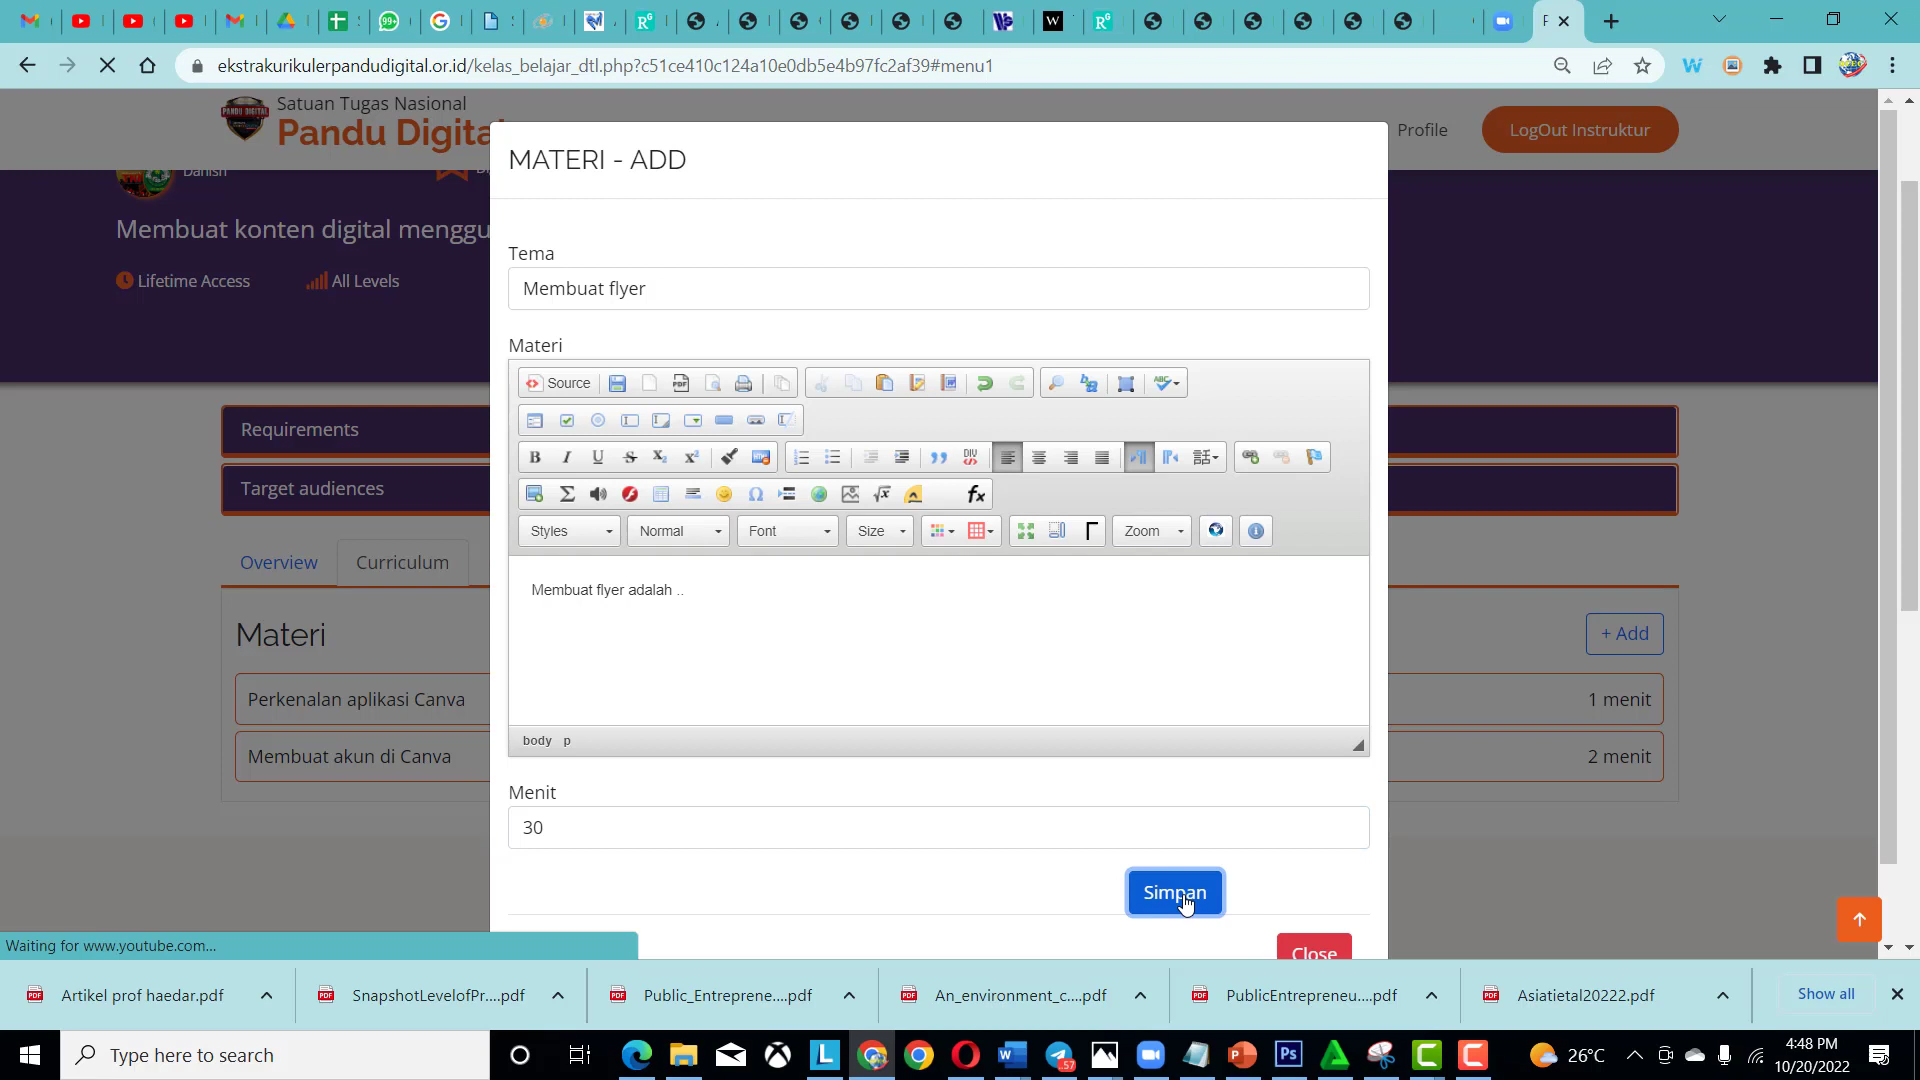 99+
F
ekstrakurikulerpandudigital.or.id/kelas_belajar_dtl.php?c51ce410c124a10e0db5e4b97fc2af39#menu1
Satuan Tugas Nasional
Pandu Digita
Profile
LogOut Instruktur
Danish
Membuat konten digital menggu
Lifetime Access
All Levels
Requirements
Target audiences
Overview
Curriculum
Materi
+ Add
Perkenalan aplikasi Canva
1 menit
Membuat akun di Canva
2 menit
MATERI - ADD
Tema
Membuat flyer
Materi
Source
Styles
Normal
Font
Size
Zoom
Membuat flyer adalah ..
body p
Menit
30
Simpan
Close
Waiting for www.youtube.com...
Artikel prof haedar.pdf
SnapshotLevelofPr....pdf
Public_Entreprene....pdf
An_environment_c....pdf
PublicEntrepreneu....pdf
Asiatietal20222.pdf
Show all
Type here to search
57
26°C
4:48 PM
10/20/2022